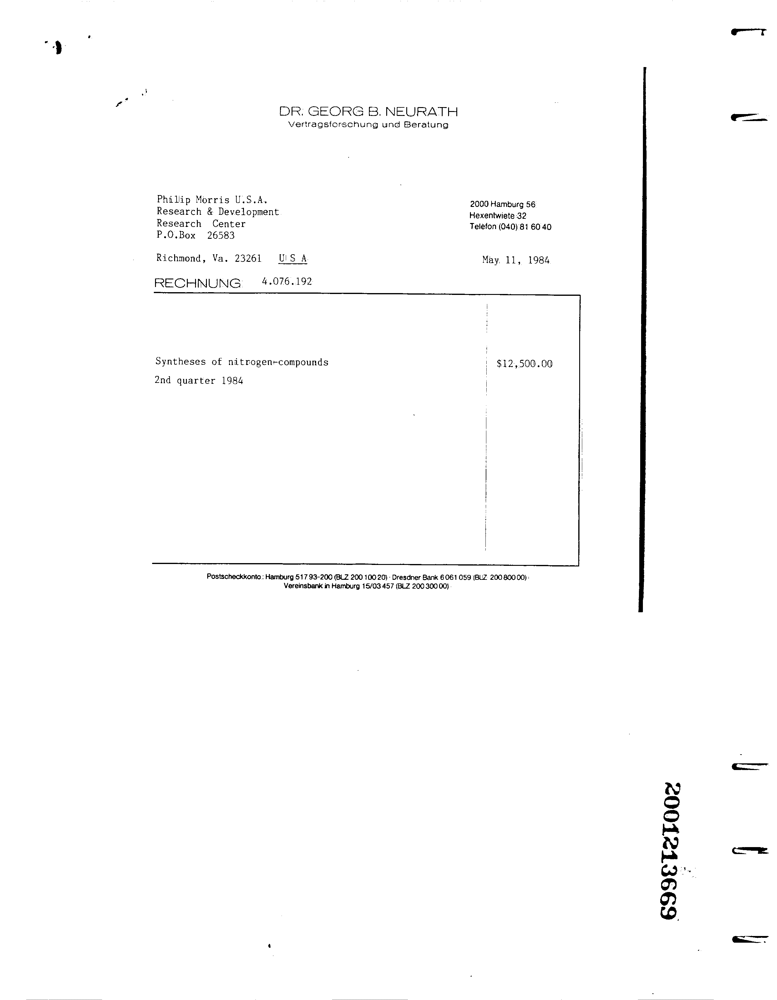 DR. GEORG B. NEURATH
Vertragsforschung und Beratung
Philip Morris U.S.A.
Research & Development
Research Center
P.O.Box 26583
Richmond, Va. 23261 U S A
2000 Hamburg 56
Hexentwiete 32
Telefon (040) 81 60 40
May 11, 1984
RECHNUNG 4.076.192
Syntheses of nitrogen-compounds $12,500.00
2nd quarter 1984
Postscheckkonto: Hamburg 517 93-200 (BLZ 200 100 20) · Dresdner Bank 6 061 059 (BLZ 200 800 00) ·
Vereinsbank in Hamburg 15/03 457 (BLZ 200 300 00)
2001213669